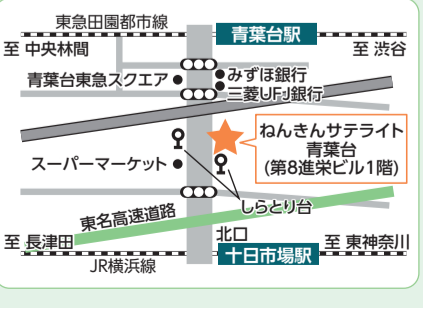 東急田園都市線
青葉台駅
至 中央林間
至 渋谷
青葉台東急スクエア
みずほ銀行
三菱UFJ銀行
ねんきんサテライト
青葉台
(第8進栄ビル1階)
スーパーマーケット
しらとり台
東名高速道路
至 長津田
北口
至 東神奈川
十日市場駅
JR横浜線